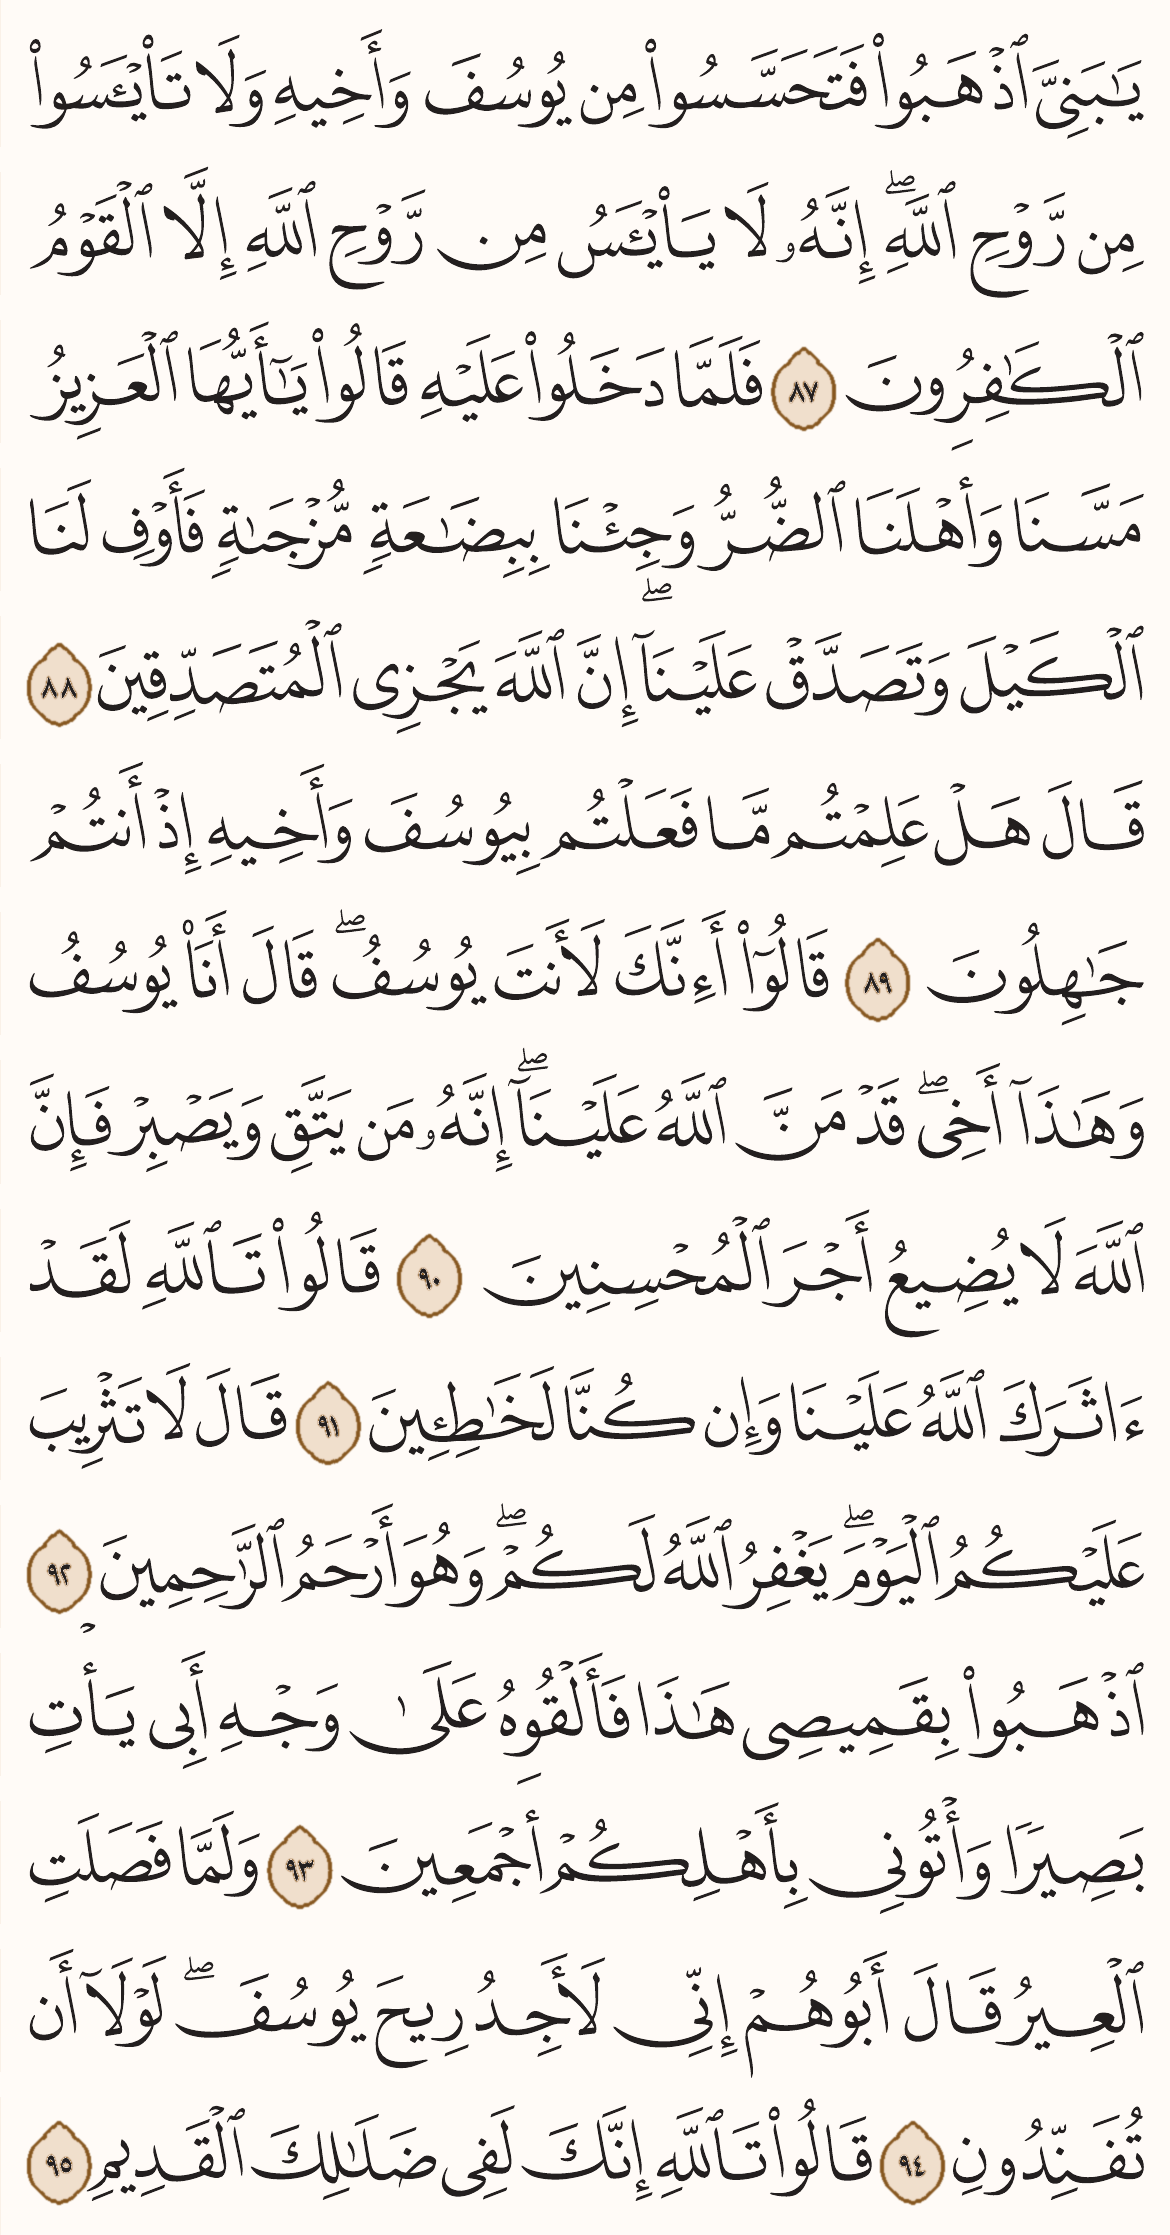 يَـٰبَنِىَّ ٱذْهَبُوا۟ فَتَحَسَّسُوا۟ مِن يُوسُفَ وَأَخِيهِ وَلَا تَا۟يْـَٔسُوا۟
مِن رَّوْحِ ٱللَّهِ ۖ إِنَّهُۥ لَا يَا۟يْـَٔسُ مِن رَّوْحِ ٱللَّهِ إِلَّا ٱلْقَوْمُ
ٱلْكَـٰفِرُونَ ٨٧ فَلَمَّا دَخَلُوا۟ عَلَيْهِ قَالُوا۟ يَـٰٓأَيُّهَا ٱلْعَزِيزُ
مَسَّنَا وَأَهْلَنَا ٱلضُّرُّ وَجِئْنَا بِبِضَـٰعَةٍ مُّزْجَىٰةٍ فَأَوْفِ لَنَا
ٱلْكَيْلَ وَتَصَدَّقْ عَلَيْنَآ ۖ إِنَّ ٱللَّهَ يَجْزِى ٱلْمُتَصَدِّقِينَ ٨٨
قَالَ هَلْ عَلِمْتُم مَّا فَعَلْتُم بِيُوسُفَ وَأَخِيهِ إِذْ أَنتُمْ
جَـٰهِلُونَ ٨٩ قَالُوٓا۟ أَءِنَّكَ لَأَنتَ يُوسُفُ ۖ قَالَ أَنَا۠ يُوسُفُ
وَهَـٰذَآ أَخِى ۖ قَدْ مَنَّ ٱللَّهُ عَلَيْنَآ ۖ إِنَّهُۥ مَن يَتَّقِ وَيَصْبِرْ فَإِنَّ
ٱللَّهَ لَا يُضِيعُ أَجْرَ ٱلْمُحْسِنِينَ ٩٠ قَالُوا۟ تَٱللَّهِ لَقَدْ
ءَاثَرَكَ ٱللَّهُ عَلَيْنَا وَإِن كُنَّا لَخَـٰطِـِٔينَ ٩١ قَالَ لَا تَثْرِيبَ
عَلَيْكُمُ ٱلْيَوْمَ ۖ يَغْفِرُ ٱللَّهُ لَكُمْ ۖ وَهُوَ أَرْحَمُ ٱلرَّٰحِمِينَ ٩٢
ٱذْهَبُوا۟ بِقَمِيصِى هَـٰذَا فَأَلْقُوهُ عَلَىٰ وَجْهِ أَبِى يَأْتِ
بَصِيرًا وَأْتُونِى بِأَهْلِكُمْ أَجْمَعِينَ ٩٣ وَلَمَّا فَصَلَتِ
ٱلْعِيرُ قَالَ أَبُوهُمْ إِنِّى لَأَجِدُ رِيحَ يُوسُفَ ۖ لَوْلَآ أَن
تُفَنِّدُونِ ٩٤ قَالُوا۟ تَٱللَّهِ إِنَّكَ لَفِى ضَلَـٰلِكَ ٱلْقَدِيمِ ٩٥